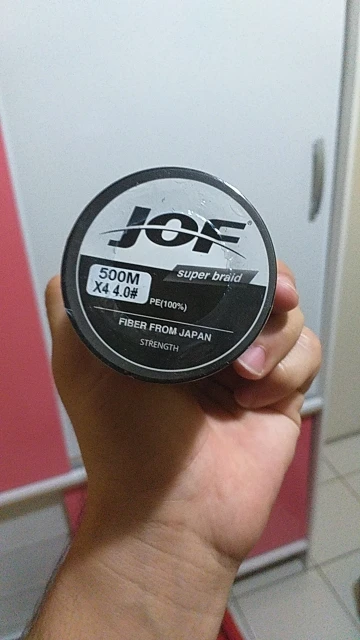 JOF
super braid
500M
X4 4.0#
PE(100%)
FIBER FROM JAPAN
STRENGTH